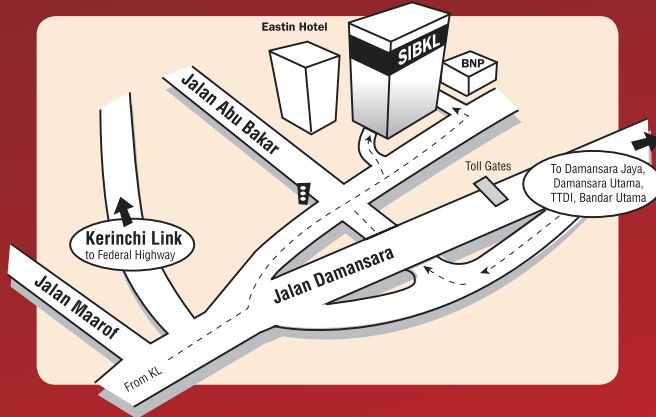 Eastin Hotel
SIBKL
BNP
Jalan Abu Bakar
Toll Gates
To Damansara Jaya,
Damansara Utama,
TTDI, Bandar Utama
Kerinchi Link
to Federal Highway
Jalan Damansara
Jalan Maarof
From KL